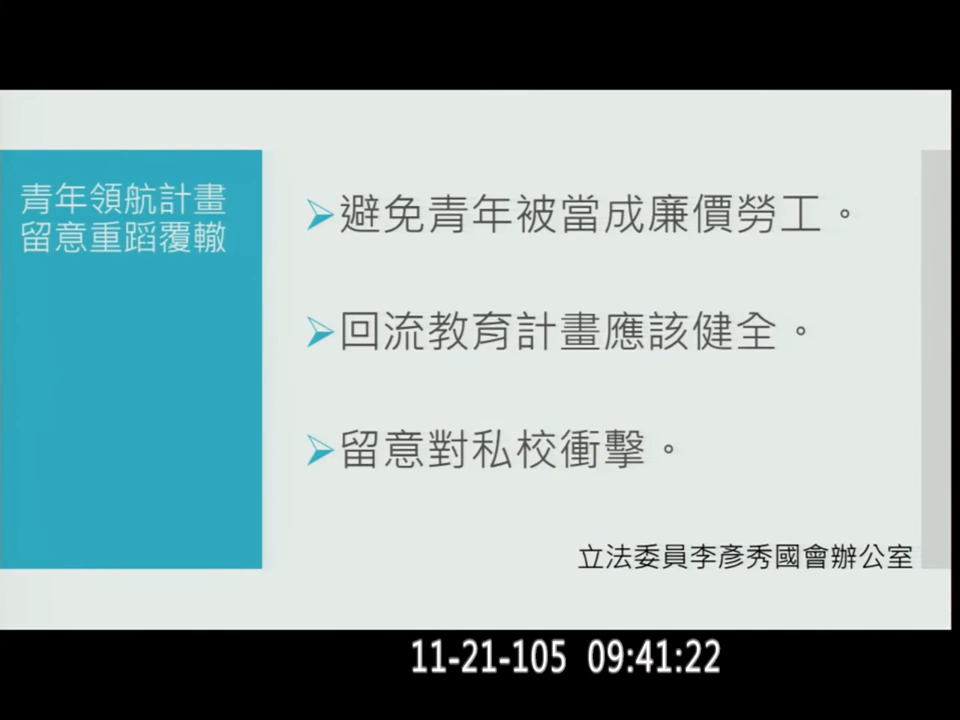 青年領航計畫
留意重蹈覆轍
避免青年被當成廉價勞工。
回流教育計畫應該健全。
留意對私校衝擊。
立法委員李彥秀國會辦公室
11-21-105 09:41:22